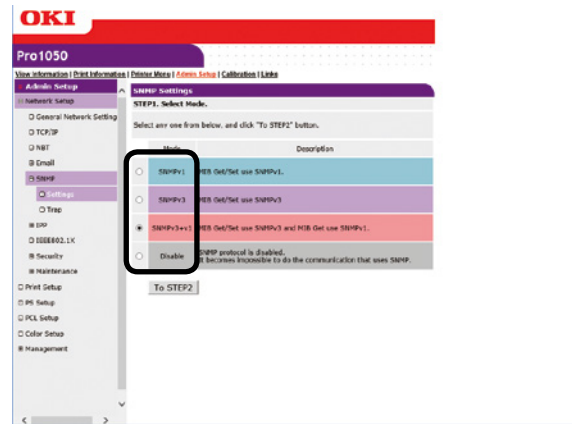 OKI
Pro1050
View Information | Print Information | Printer Menu | Admin Setup | Calibration | Links
Admin Setup
Network Setup
General Network Setting
TCP/IP
NBT
Email
SNMP
Settings
Trap
IPP
IEEE802.1X
Security
Maintenance
Print Setup
PS Setup
PCL Setup
Color Setup
Management
SNMP Settings
STEP1. Select Mode.
Select any one from below, and click "To STEP2" button.
Mode Description
SNMPv1 MIB Get/Set use SNMPv1.
SNMPv3 MIB Get/Set use SNMPv3
SNMPv3+v1 MIB Get/Set use SNMPv3 and MIB Get use SNMPv1.
Disable SNMP protocol is disabled.
It becomes impossible to do the communication that uses SNMP.
To STEP2